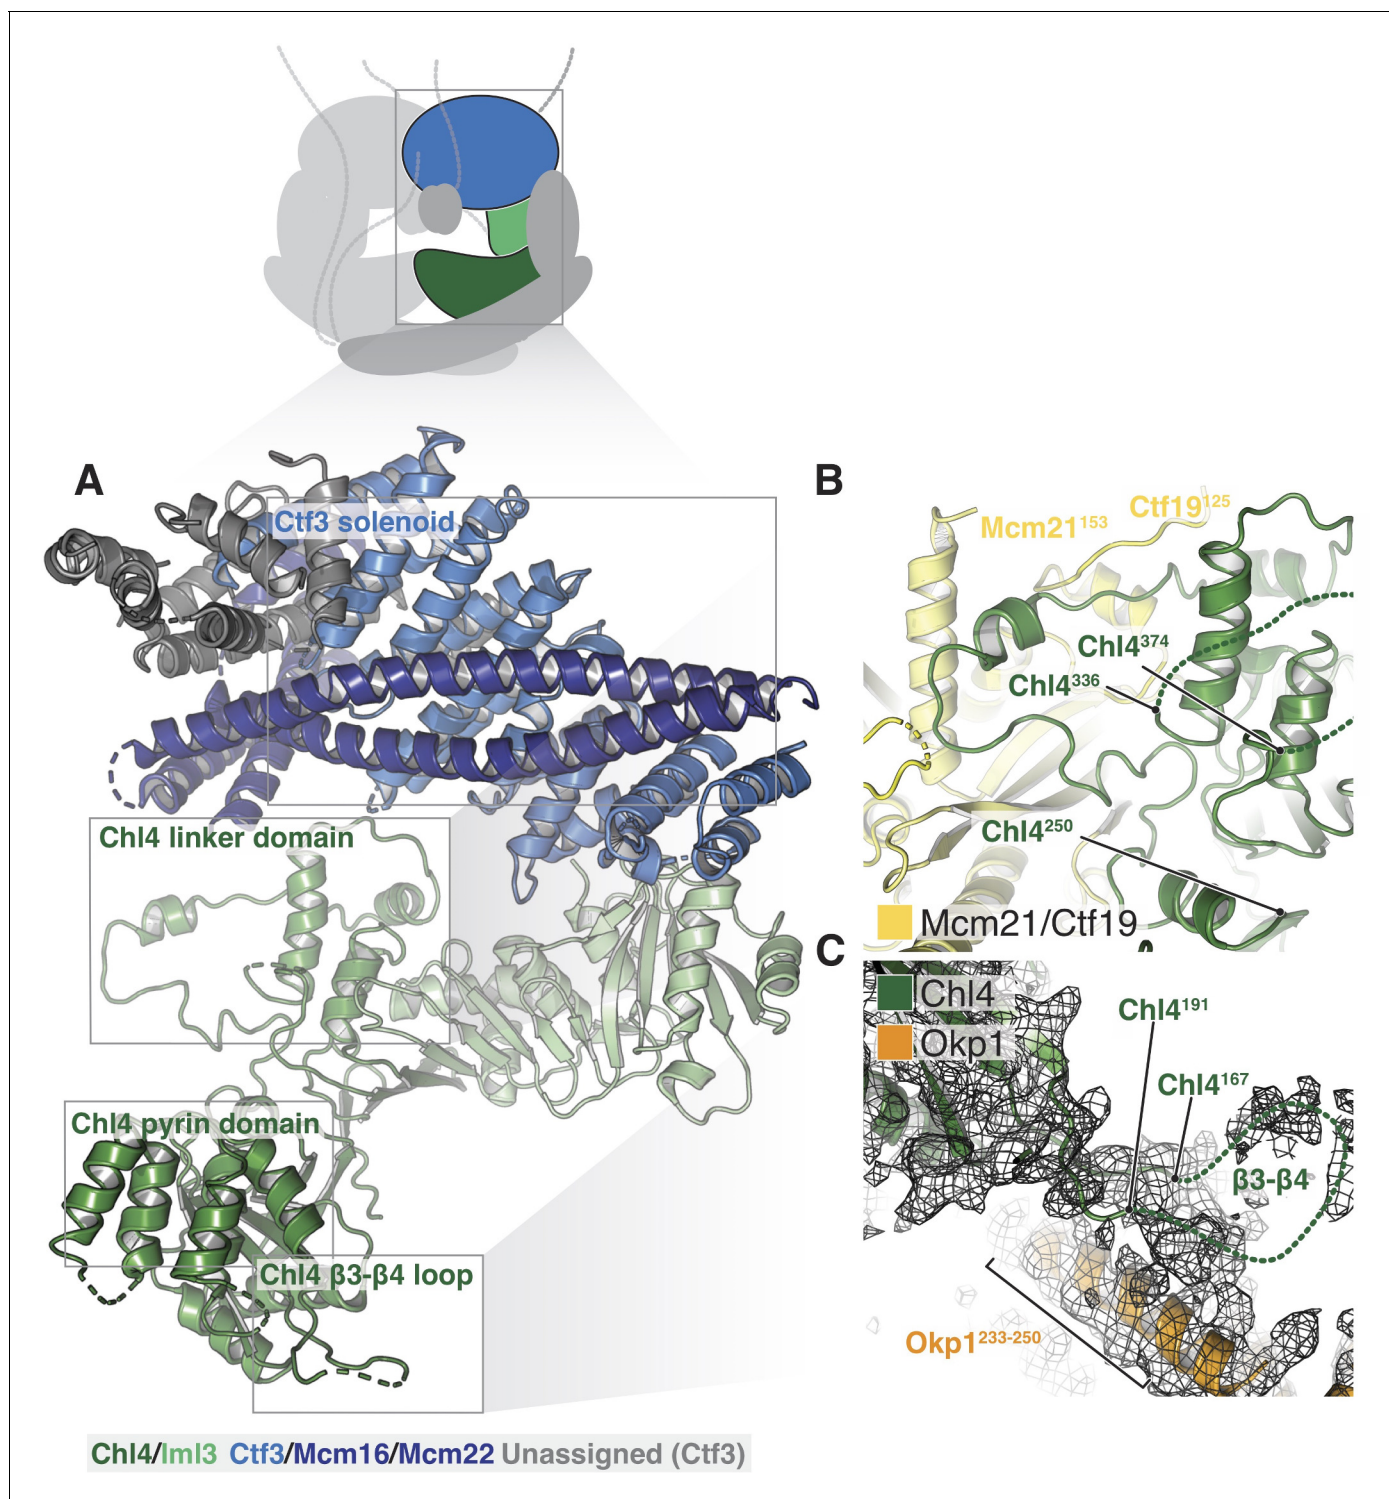 A
Ctf3 solenoid
Chl4 linker domain
Chl4 pyrin domain
Chl4 β3-β4 loop
Chl4/Iml3 Ctf3/Mcm16/Mcm22 Unassigned (Ctf3)
B
Mcm21¹⁵³
Ctf19¹²⁵
Chl4³⁷⁴
Chl4³³⁶
Chl4²⁵⁰
Mcm21/Ctf19
C
Chl4
Okp1
Chl4¹⁹¹
Chl4¹⁶⁷
β3-β4
Okp1²³³⁻²⁵⁰